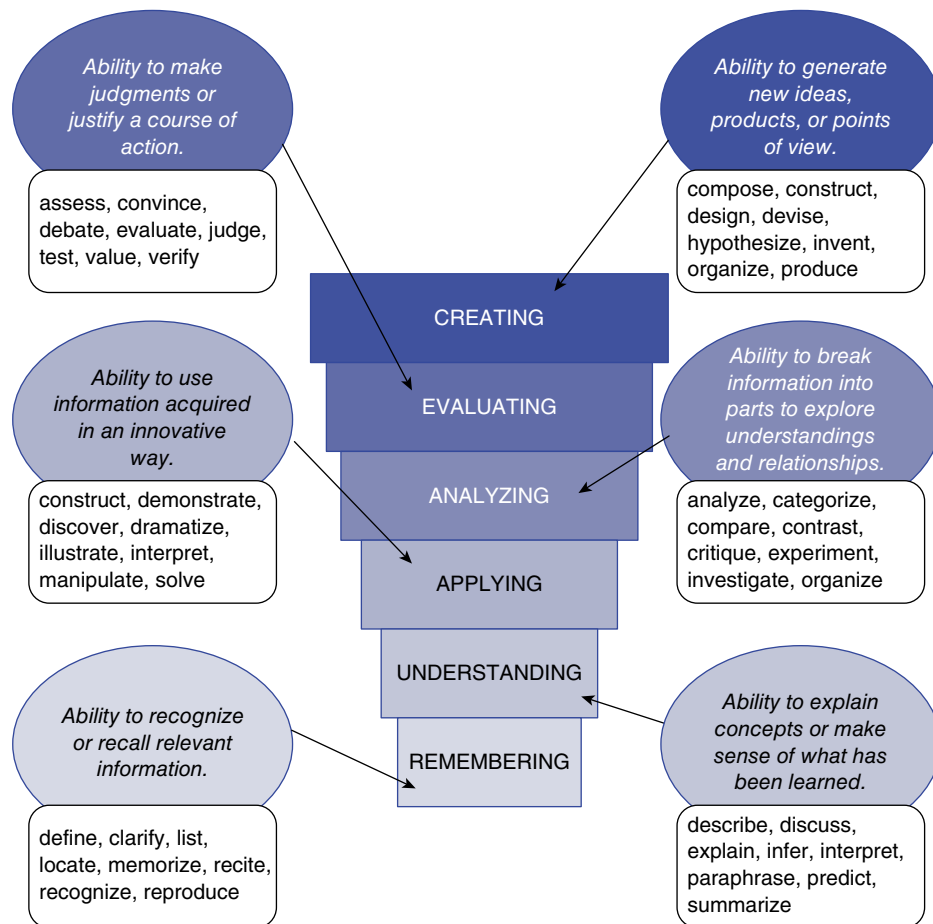 Ability to make
judgments or
justify a course of
action.
assess, convince,
debate, evaluate, judge,
test, value, verify
Ability to generate
new ideas,
products, or points
of view.
compose, construct,
design, devise,
hypothesize, invent,
organize, produce
CREATING
EVALUATING
ANALYZING
APPLYING
UNDERSTANDING
REMEMBERING
Ability to use
information acquired
in an innovative
way.
construct, demonstrate,
discover, dramatize,
illustrate, interpret,
manipulate, solve
Ability to break
information into
parts to explore
understandings
and relationships.
analyze, categorize,
compare, contrast,
critique, experiment,
investigate, organize
Ability to recognize
or recall relevant
information.
define, clarify, list,
locate, memorize, recite,
recognize, reproduce
Ability to explain
concepts or make
sense of what has
been learned.
describe, discuss,
explain, infer, interpret,
paraphrase, predict,
summarize